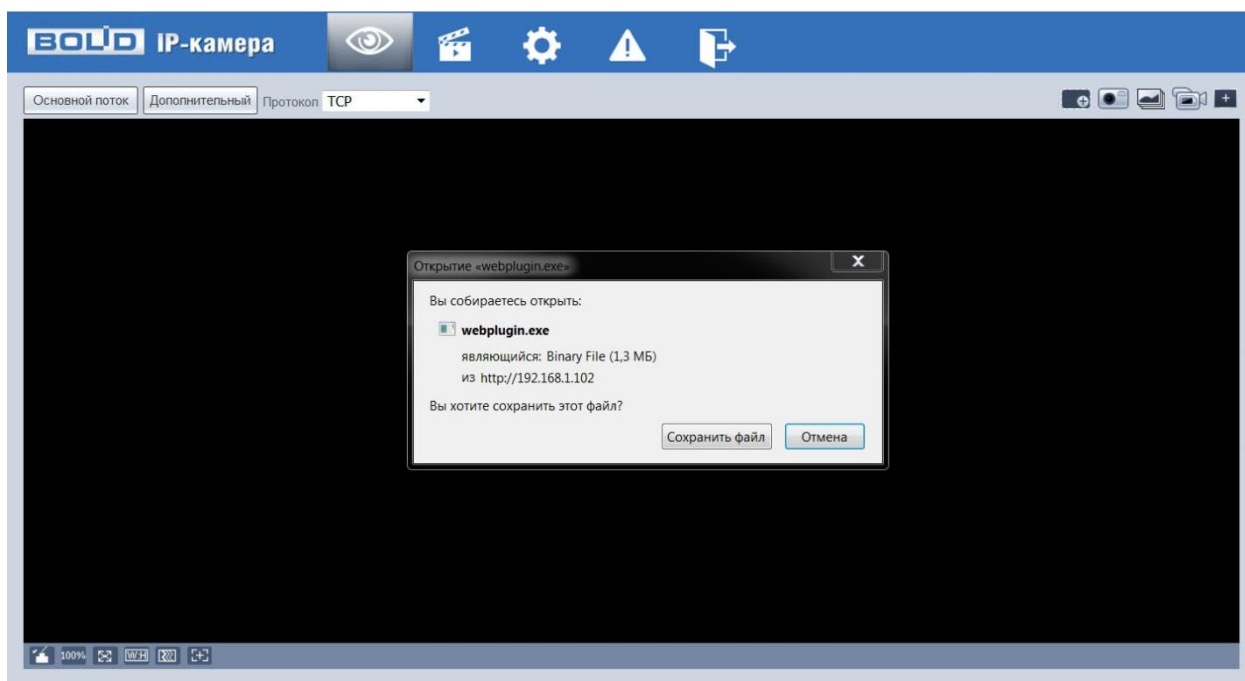 BOLID IP-камера
Основной поток Дополнительный Протокол TCP
Открытие «webplugin.exe»
Вы собираетесь открыть:
webplugin.exe
являющийся: Binary File (1,3 МБ)
из http://192.168.1.102
Вы хотите сохранить этот файл?
Сохранить файл Отмена
100% W:H